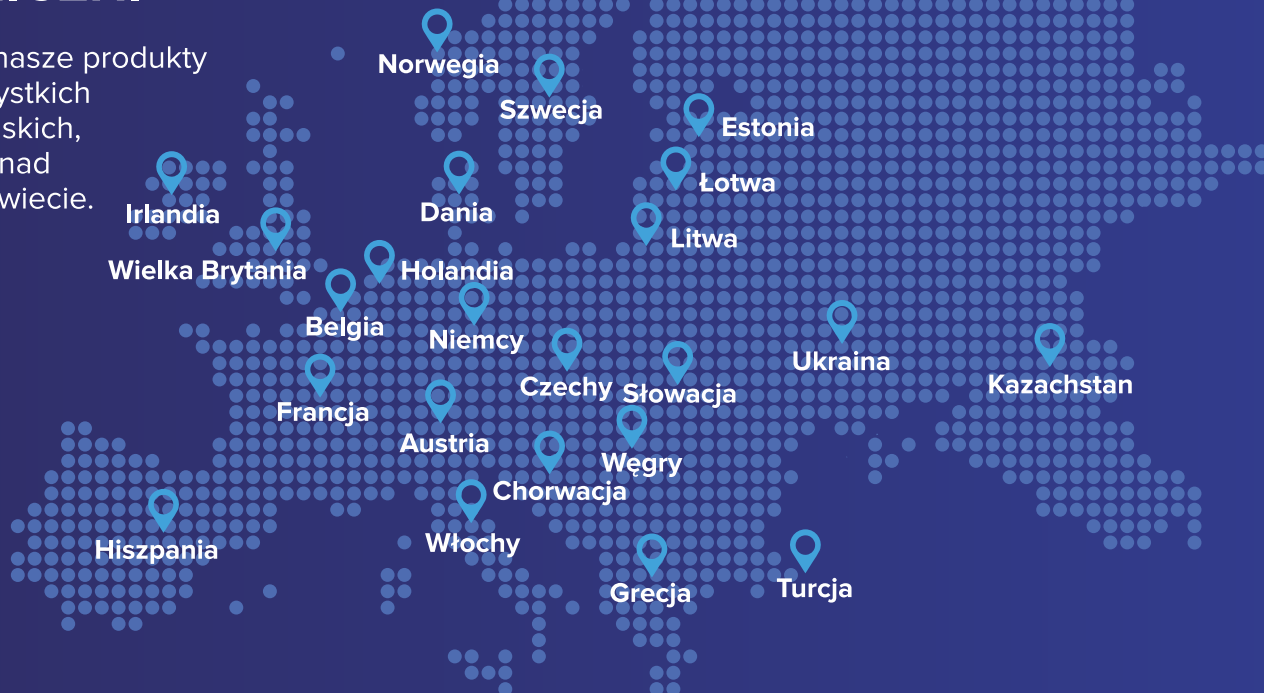 nasze produkty
skich,
nad
wiecie.
Norwegia
Szwecja
Estonia
Łotwa
Irlandia
Dania
Litwa
Wielka Brytania
Holandia
Belgia
Niemcy
Ukraina
Czechy
Słowacja
Kazachstan
Francja
Austria
Węgry
Chorwacja
Włochy
Hiszpania
Grecja
Turcja